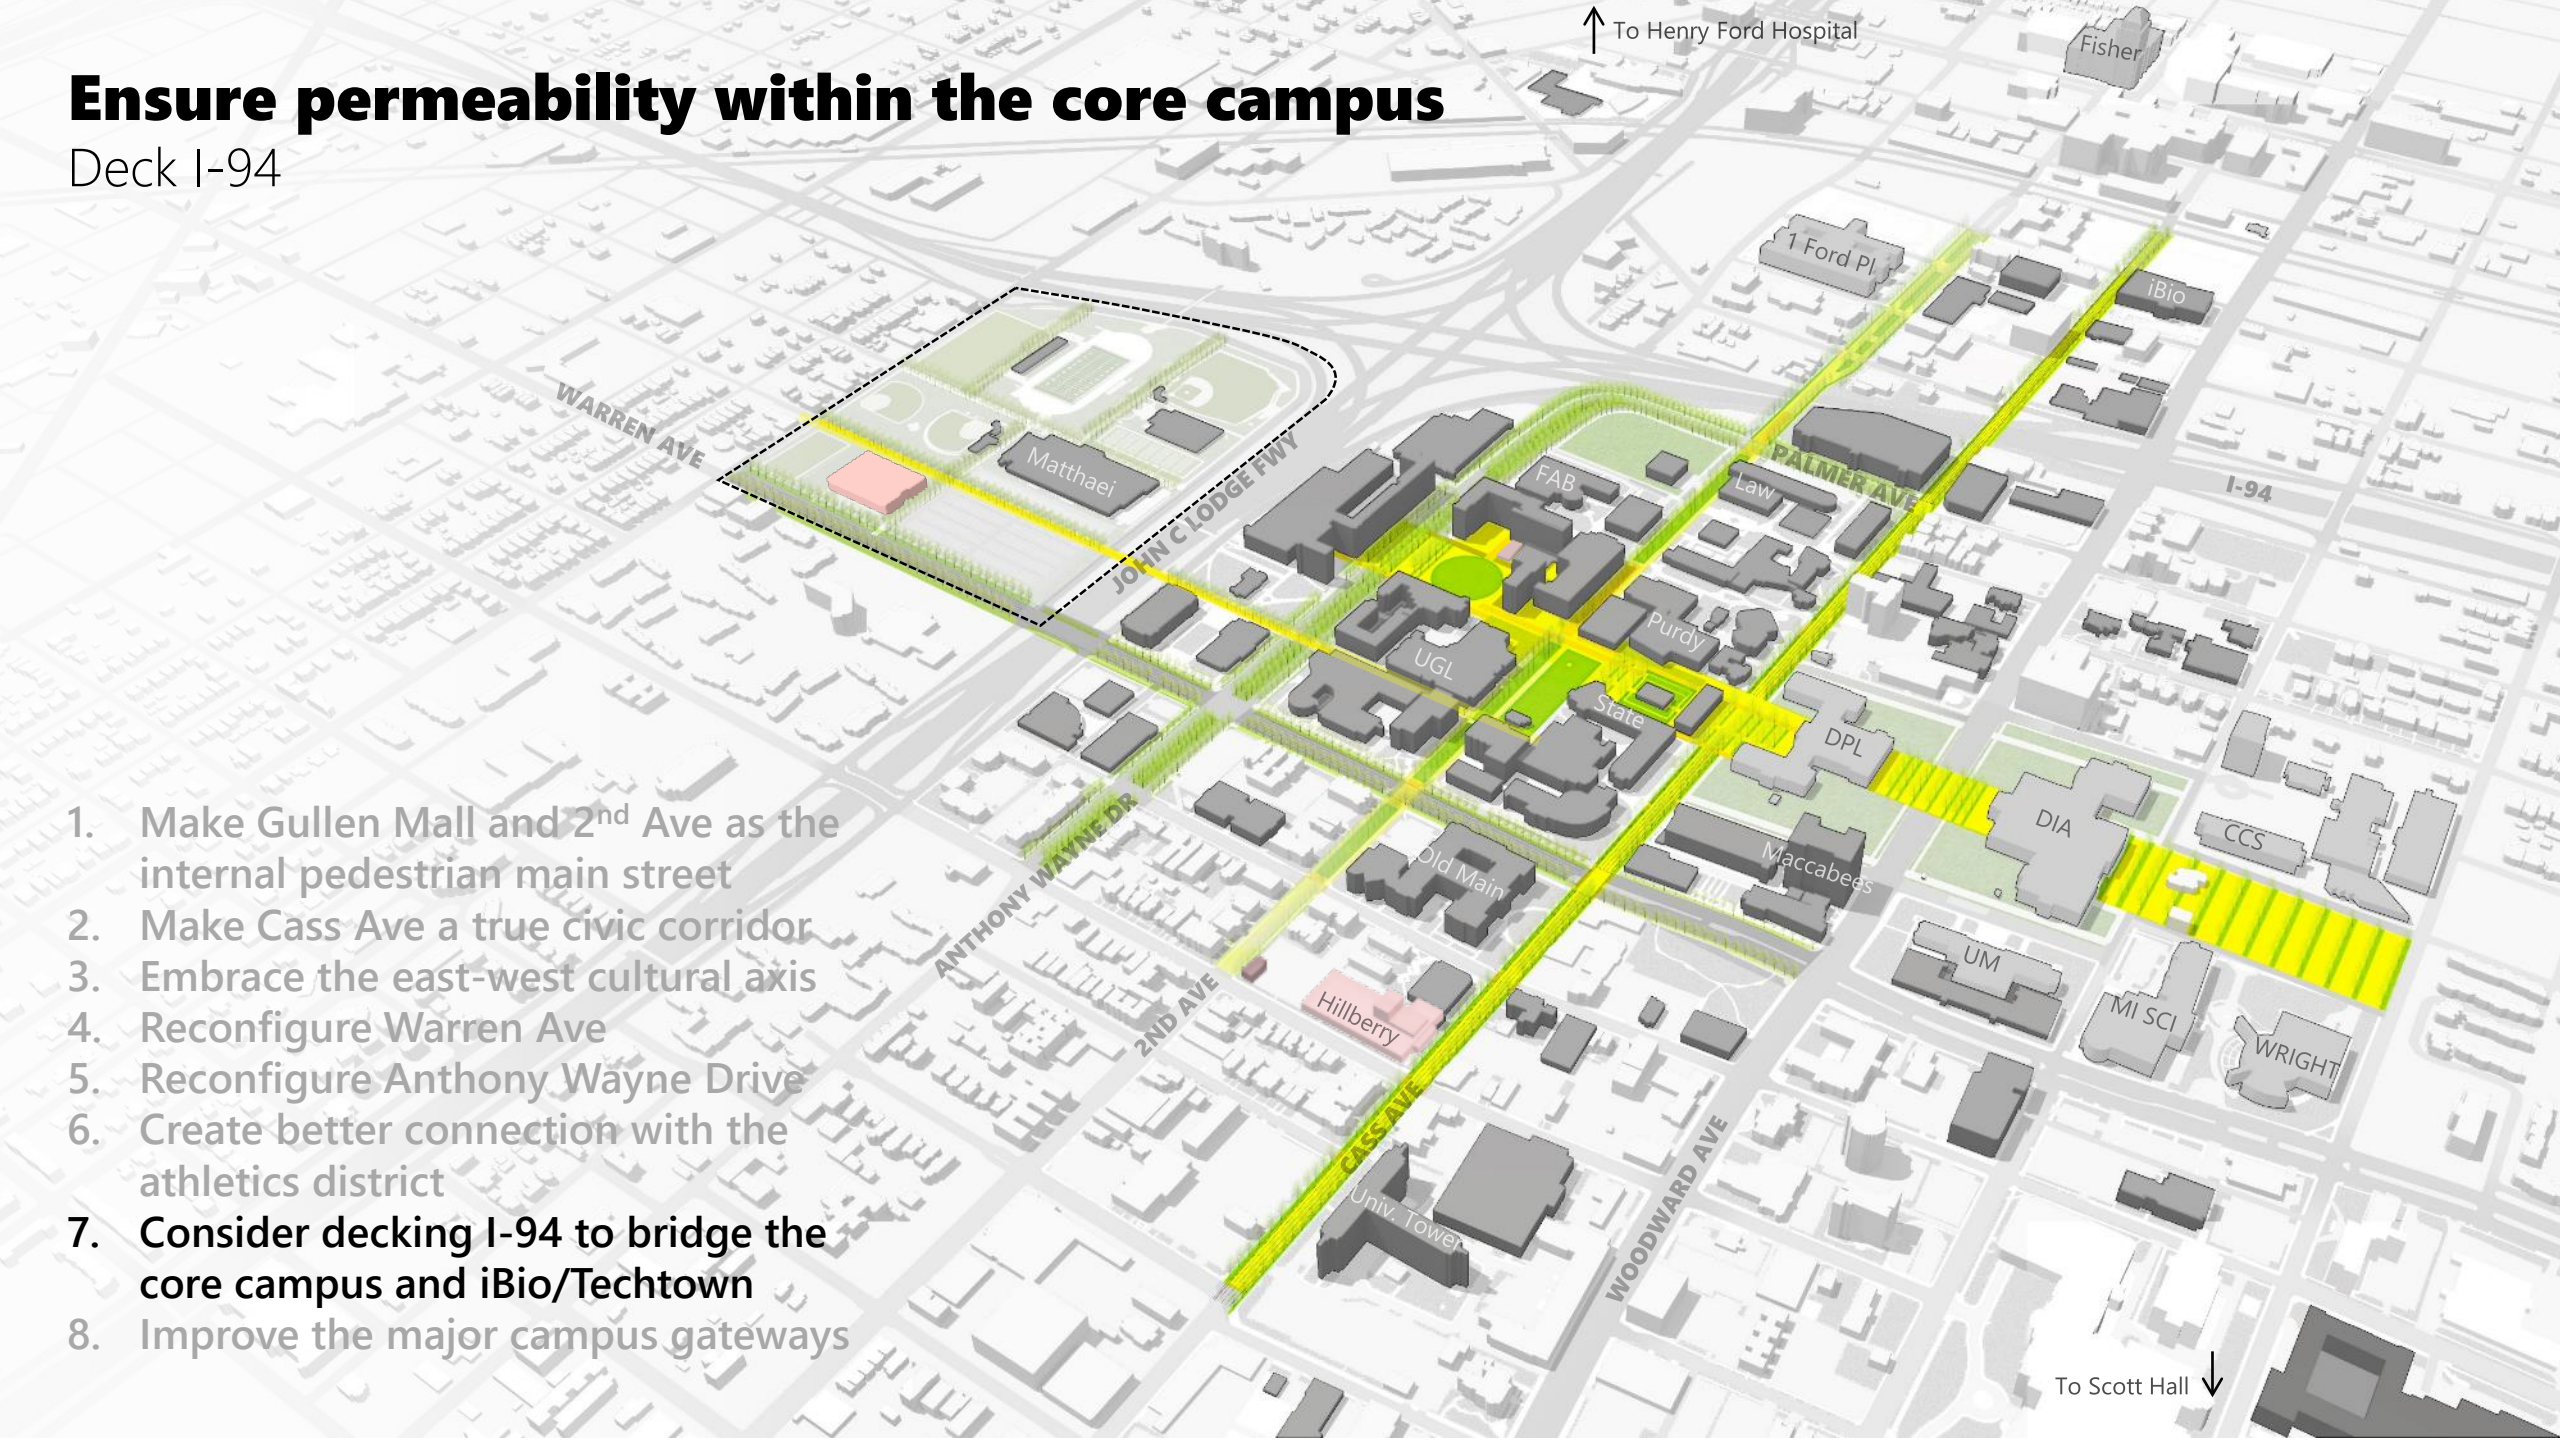 To Henry Ford Hospital
Fisher
Ensure permeability within the core campus
Deck I-94
1 Ford Pl
iBio
WARREN AVE
Matthaei
JOHN C LODGE FWY
FAB
Law
PALMER AVE
I-94
Purdy
UGL
State
DPL
DIA
CCS
Maccabees
Old Main
ANTHONY WAYNE DR
2ND AVE
UM
MI SCI
WRIGHT
Hillberry
CASS AVE
Univ. Tower
WOODWARD AVE
1. Make Gullen Mall and 2nd Ave as the
internal pedestrian main street
2. Make Cass Ave a true civic corridor
3. Embrace the east-west cultural axis
4. Reconfigure Warren Ave
5. Reconfigure Anthony Wayne Drive
6. Create better connection with the
athletics district
7. Consider decking I-94 to bridge the
core campus and iBio/Techtown
8. Improve the major campus gateways
To Scott Hall